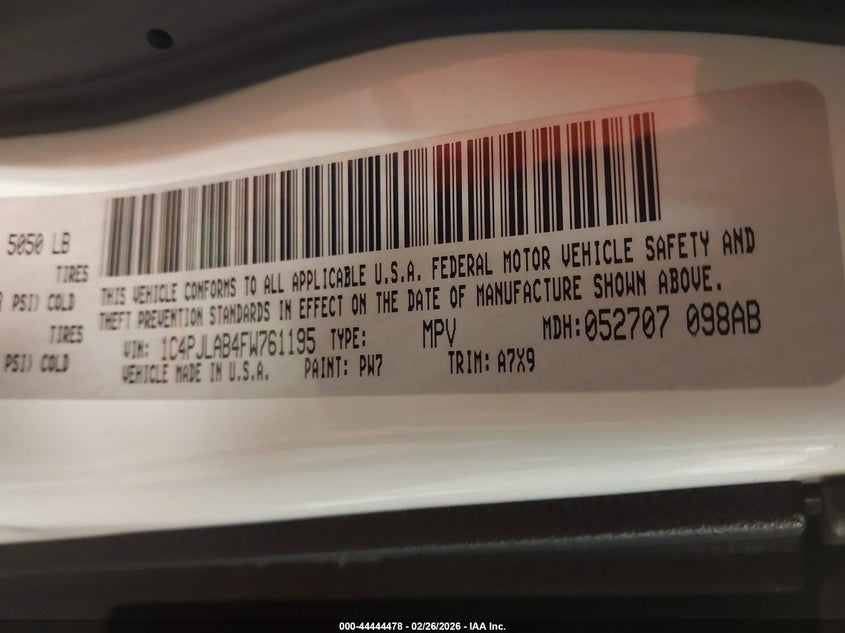 5050 LB
TIRES
PSI) COLD
TIRES
PSI) COLD
THIS VEHICLE CONFORMS TO ALL APPLICABLE U.S.A. FEDERAL MOTOR VEHICLE SAFETY AND
THEFT PREVENTION STANDARDS IN EFFECT ON THE DATE OF MANUFACTURE SHOWN ABOVE.
VIN: 1C4PJLAB4FW761195 TYPE: MPV MDH:052707 098AB
VEHICLE MADE IN U.S.A. PAINT: PW7 TRIM: A7X9
000-44444478 - 02/26/2026 - IAA Inc.